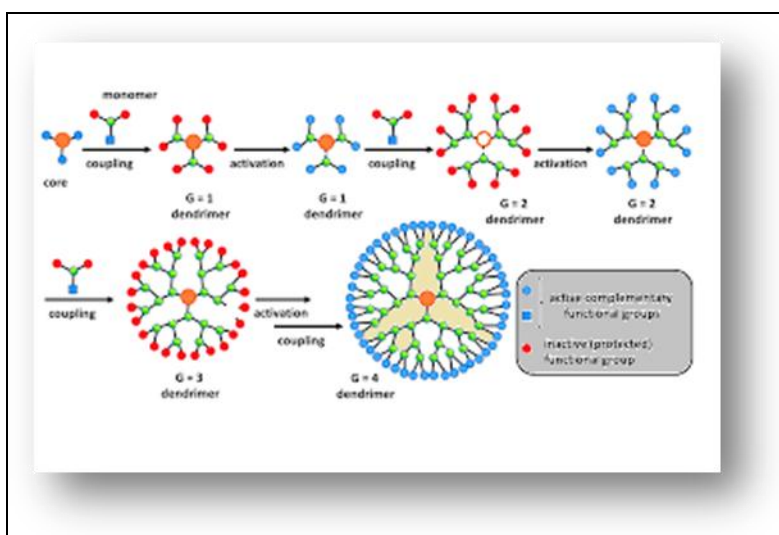 monomer
core
coupling
G = 1
dendrimer
activation
G = 1
dendrimer
coupling
G = 2
dendrimer
activation
G = 2
dendrimer
coupling
G = 3
dendrimer
activation
coupling
G = 4
dendrimer
active complementary
functional groups
inactive (protected)
functional group